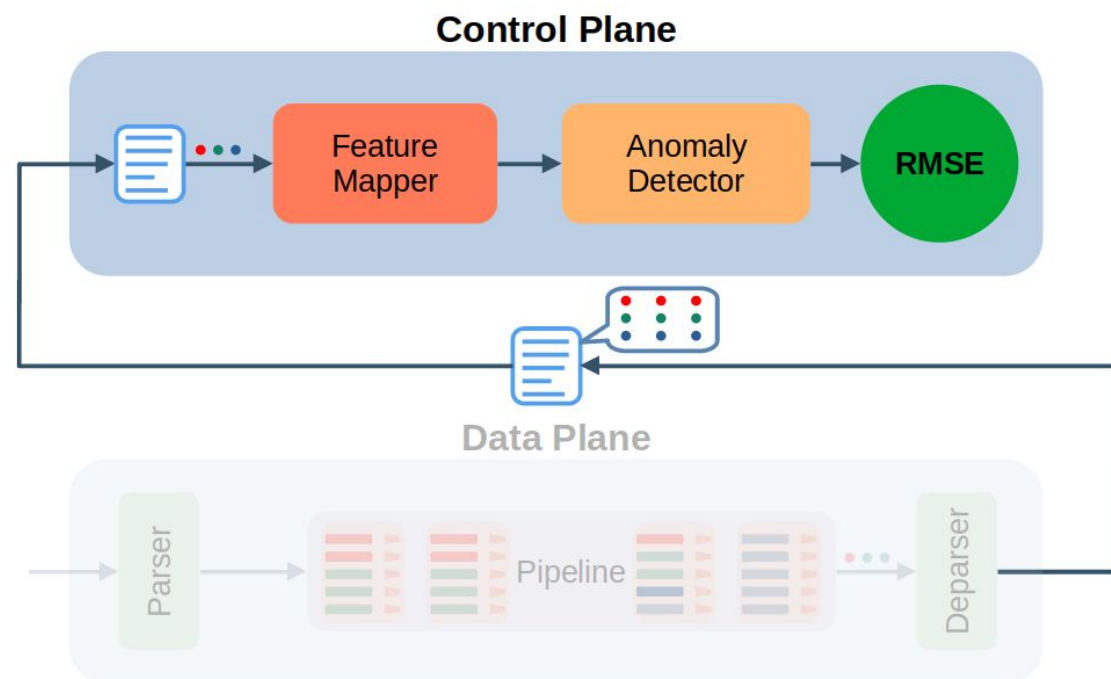 Control Plane
Feature
Mapper
Anomaly
Detector
RMSE
Data Plane
Parser
Pipeline
Deparser